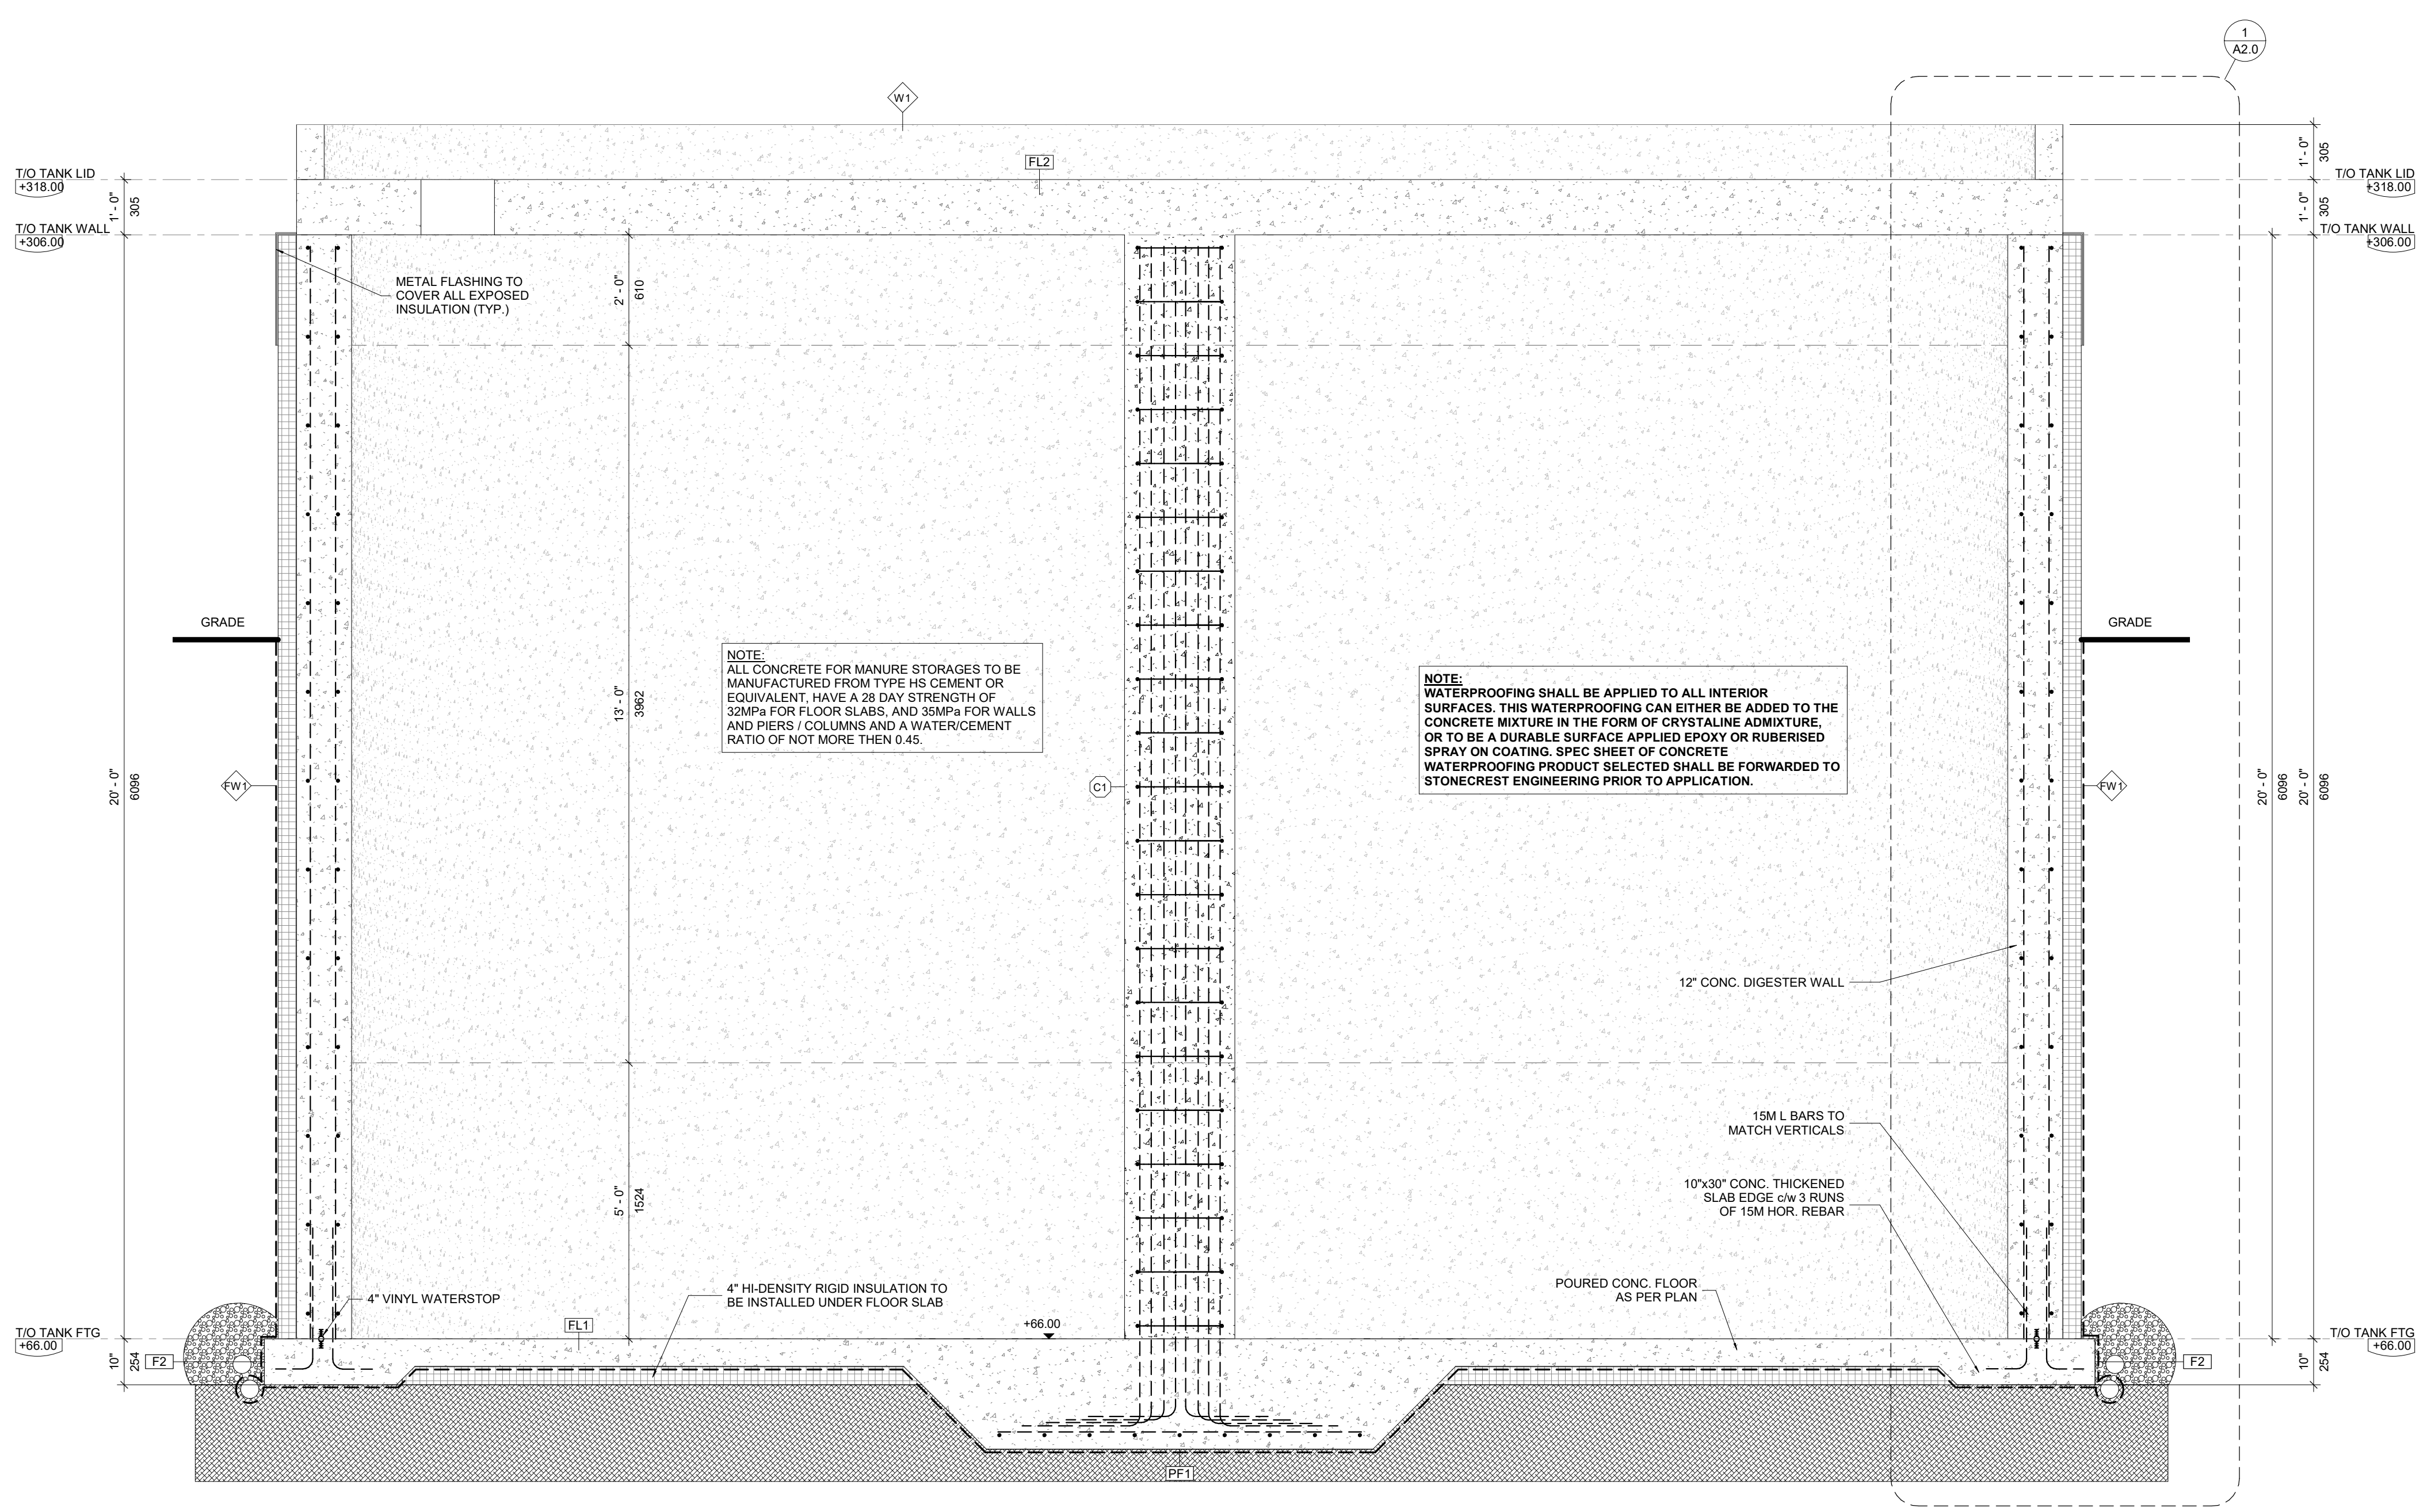 1
A2.0
W1
FL2
T/O TANK LID
+318.00
T/O TANK WALL
+306.00
1' - 0"
305
1' - 0"
305
1' - 0"
305
T/O TANK LID
+318.00
T/O TANK WALL
+306.00
METAL FLASHING TO
COVER ALL EXPOSED
INSULATION (TYP.)
2' - 0"
610
GRADE
GRADE
NOTE:
ALL CONCRETE FOR MANURE STORAGES TO BE
MANUFACTURED FROM TYPE HS CEMENT OR
EQUIVALENT, HAVE A 28 DAY STRENGTH OF
32MPa FOR FLOOR SLABS, AND 35MPa FOR WALLS
AND PIERS / COLUMNS AND A WATER/CEMENT
RATIO OF NOT MORE THEN 0.45.
NOTE:
WATERPROOFING SHALL BE APPLIED TO ALL INTERIOR
SURFACES. THIS WATERPROOFING CAN EITHER BE ADDED TO THE
CONCRETE MIXTURE IN THE FORM OF CRYSTALINE ADMIXTURE,
OR TO BE A DURABLE SURFACE APPLIED EPOXY OR RUBERISED
SPRAY ON COATING. SPEC SHEET OF CONCRETE
WATERPROOFING PRODUCT SELECTED SHALL BE FORWARDED TO
STONECREST ENGINEERING PRIOR TO APPLICATION.
13' - 0"
3962
20' - 0"
6096
FW1
C1
FW1
20' - 0"
6096
20' - 0"
6096
12" CONC. DIGESTER WALL
15M L BARS TO
MATCH VERTICALS
10"x30" CONC. THICKENED
SLAB EDGE c/w 3 RUNS
OF 15M HOR. REBAR
5' - 0"
1524
4" VINYL WATERSTOP
4" HI-DENSITY RIGID INSULATION TO
BE INSTALLED UNDER FLOOR SLAB
POURED CONC. FLOOR
AS PER PLAN
FL1
+66.00
T/O TANK FTG
+66.00
10"
254
F2
T/O TANK FTG
+66.00
10"
254
F2
PF1